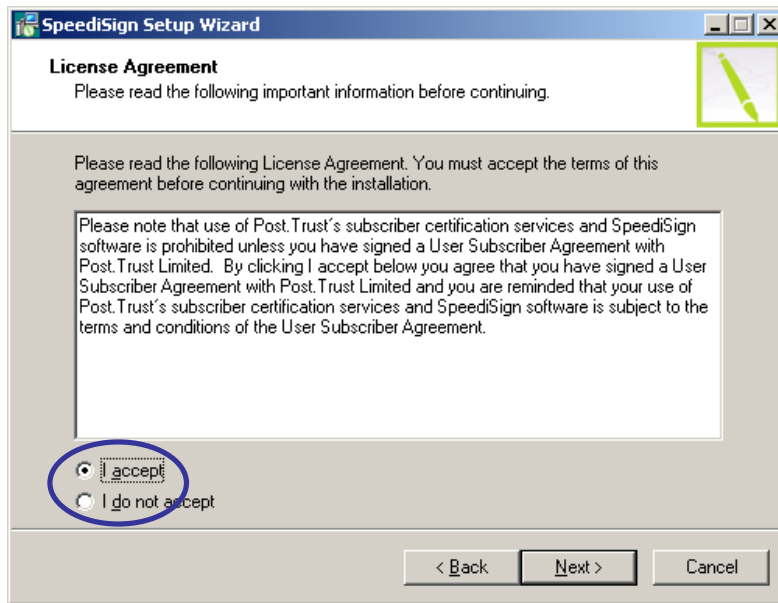 SpeediSign Setup Wizard
License Agreement
Please read the following important information before continuing.
Please read the following License Agreement. You must accept the terms of this
agreement before continuing with the installation.
Please note that use of Post.Trust´s subscriber certification services and SpeediSign
software is prohibited unless you have signed a User Subscriber Agreement with
Post.Trust Limited.  By clicking I accept below you agree that you have signed a User
Subscriber Agreement with Post.Trust Limited and you are reminded that your use of
Post.Trust´s subscriber certification services and SpeediSign software is subject to the
terms and conditions of the User Subscriber Agreement.
I accept
I do not accept
< Back Next > Cancel